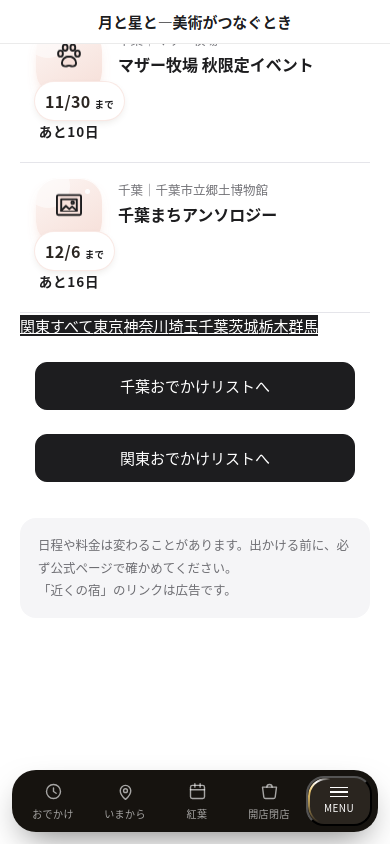 月と星と―美術がつなぐとき
マザー牧場 秋限定イベント
11/30 まで
あと10日
千葉｜千葉市立郷土博物館
千葉まちアンソロジー
12/6 まで
あと16日
関東すべて東京神奈川埼玉千葉茨城栃木群馬
千葉おでかけリストへ
関東おでかけリストへ
日程や料金は変わることがあります。出かける前に、必
ず公式ページで確かめてください。
「近くの宿」のリンクは広告です。
おでかけ
いまから
紅葉
開店閉店
MENU